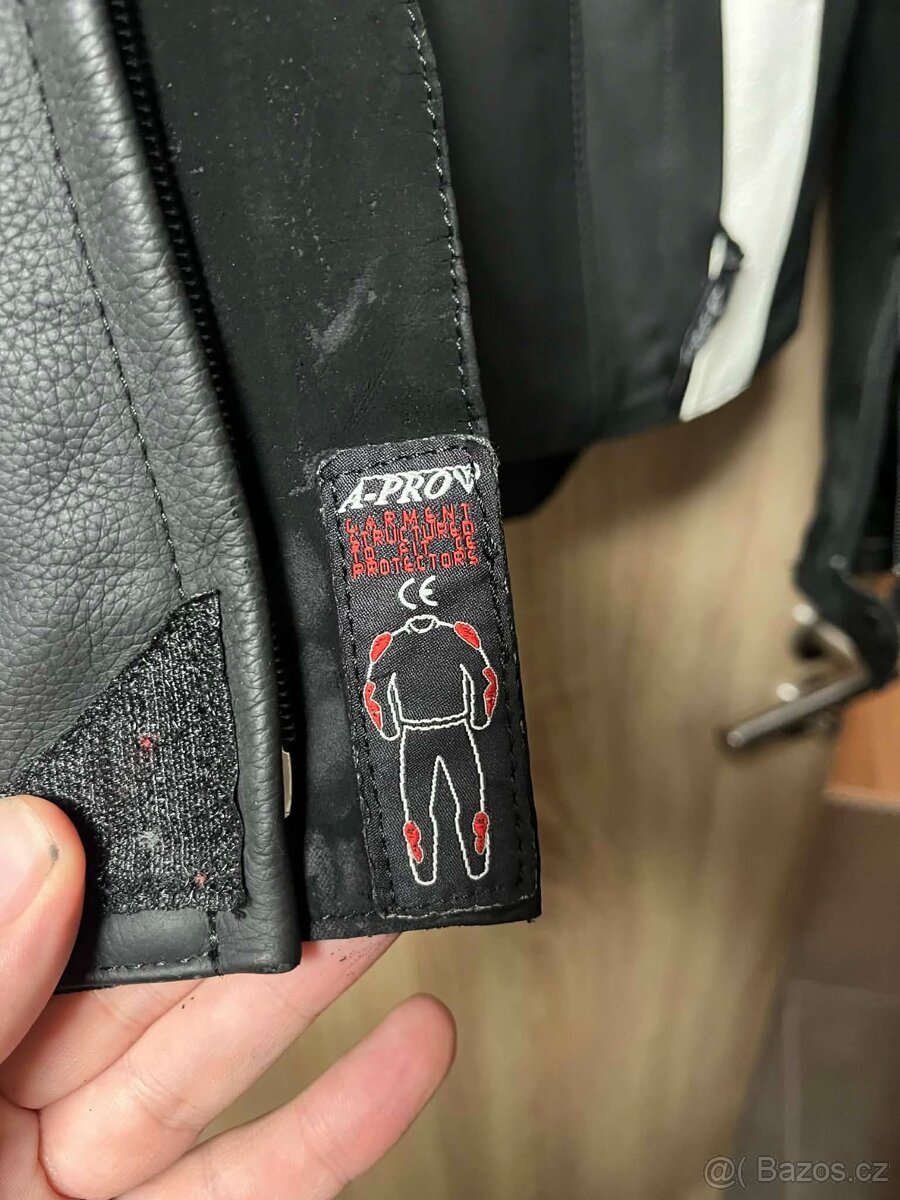 A-PRO
GARMENT
STRUCTURED
TO FIT CE
PROTECTORS
CE
@( Bazos.cz